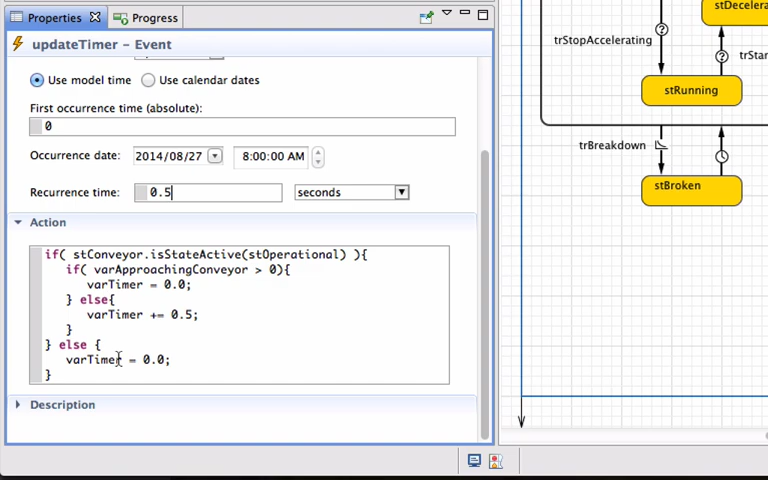 Properties
Progress
updateTimer – Event
Use model time
Use calendar dates
First occurrence time (absolute):
0
Occurrence date:
2014/08/27
8:00:00 AM
Recurrence time:
0.5
seconds
Action
if( stConveyor.isStateActive(stOperational) ){
if( varApproachingConveyor > 0){
varTimer = 0.0;
} else{
varTimer += 0.5;
}
} else {
varTimer = 0.0;
}
Description
stDecelera
trStopAccelerating
trStar
stRunning
trBreakdown
stBroken